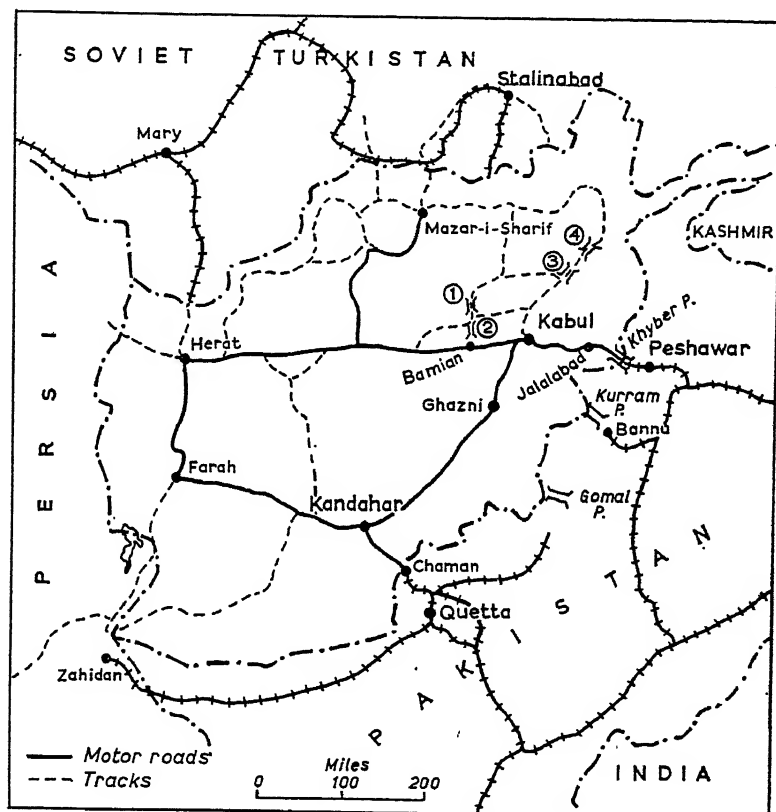 SOVIET TURKISTAN
Stalinabad
Mary
Mazar-i-Sharif
④
KASHMIR
③
①
②
Kabul
Khyber P.
Herat
Peshawar
Bamian
Jalalabad
Kurram
P.
Ghazni
Bannu
PERSIA
Farah
Gomal
P.
Kandahar
Chaman
PAKISTAN
Quetta
Zahidan
Motor roads
Tracks
Miles
0 100 200
INDIA